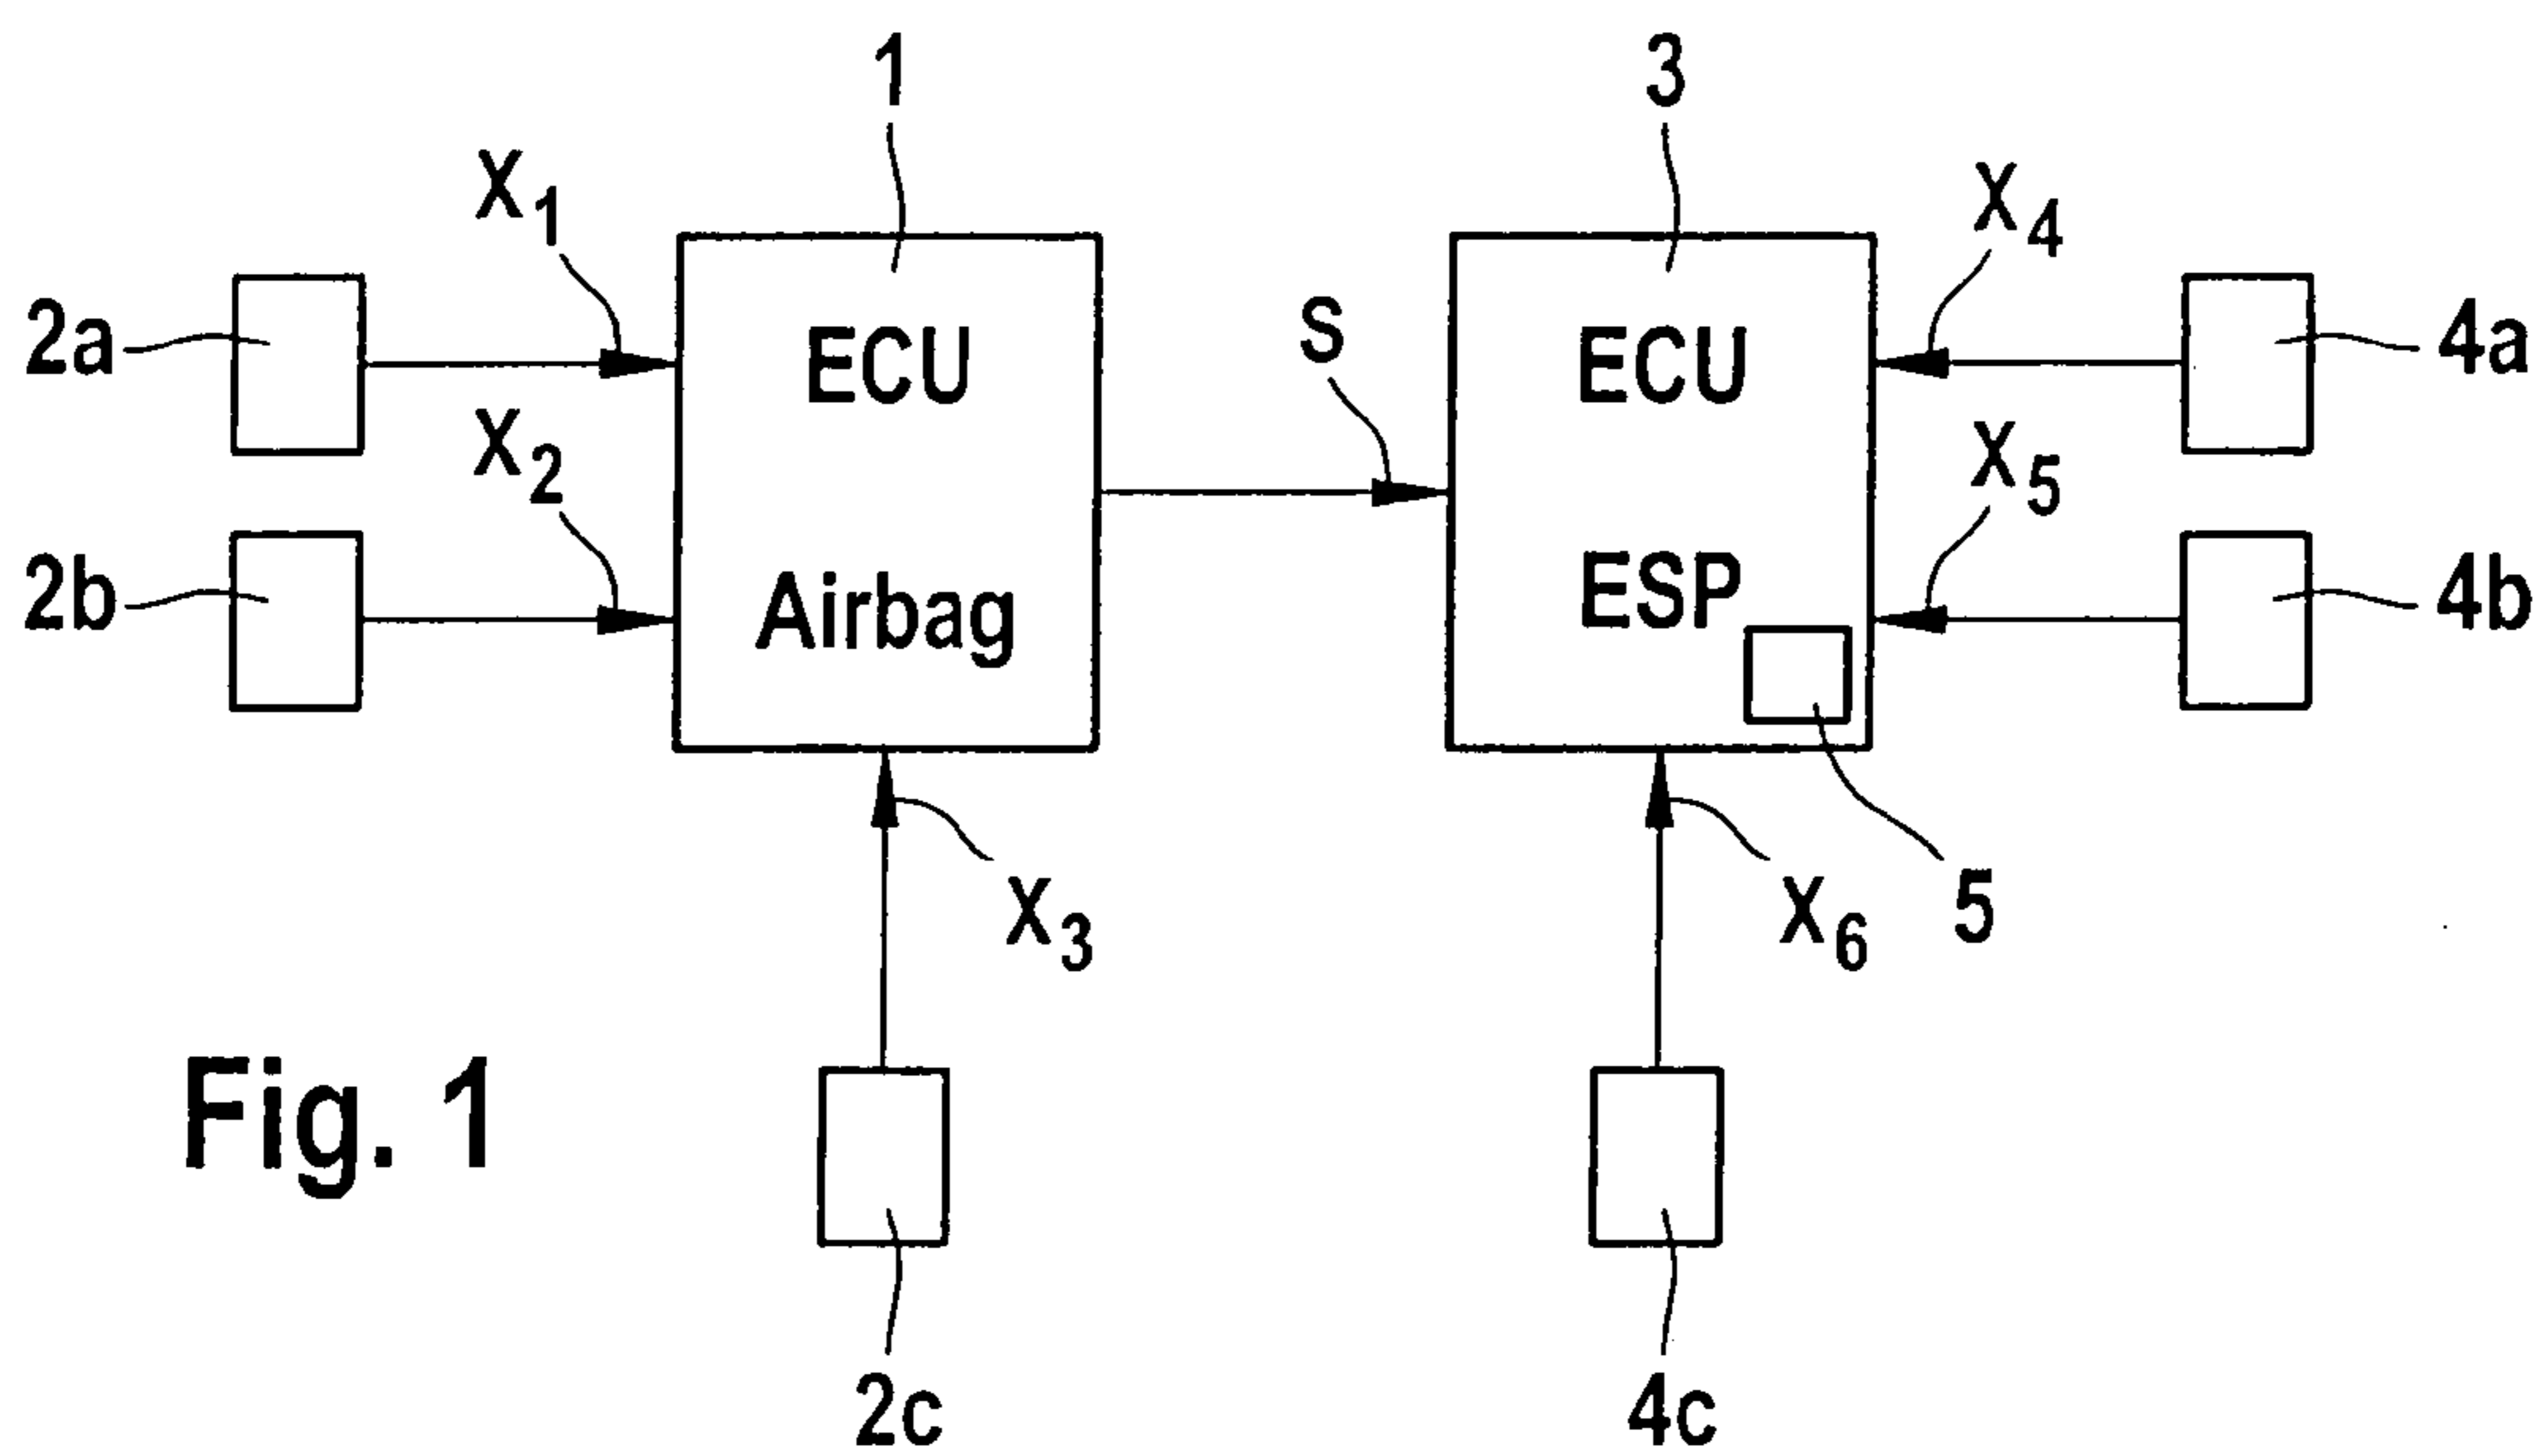 1
3
X1
X4
2a
ECU
S
ECU
4a
X2
X5
2b
Airbag
ESP
4b
X3
X6
5
Fig. 1
2c
4c